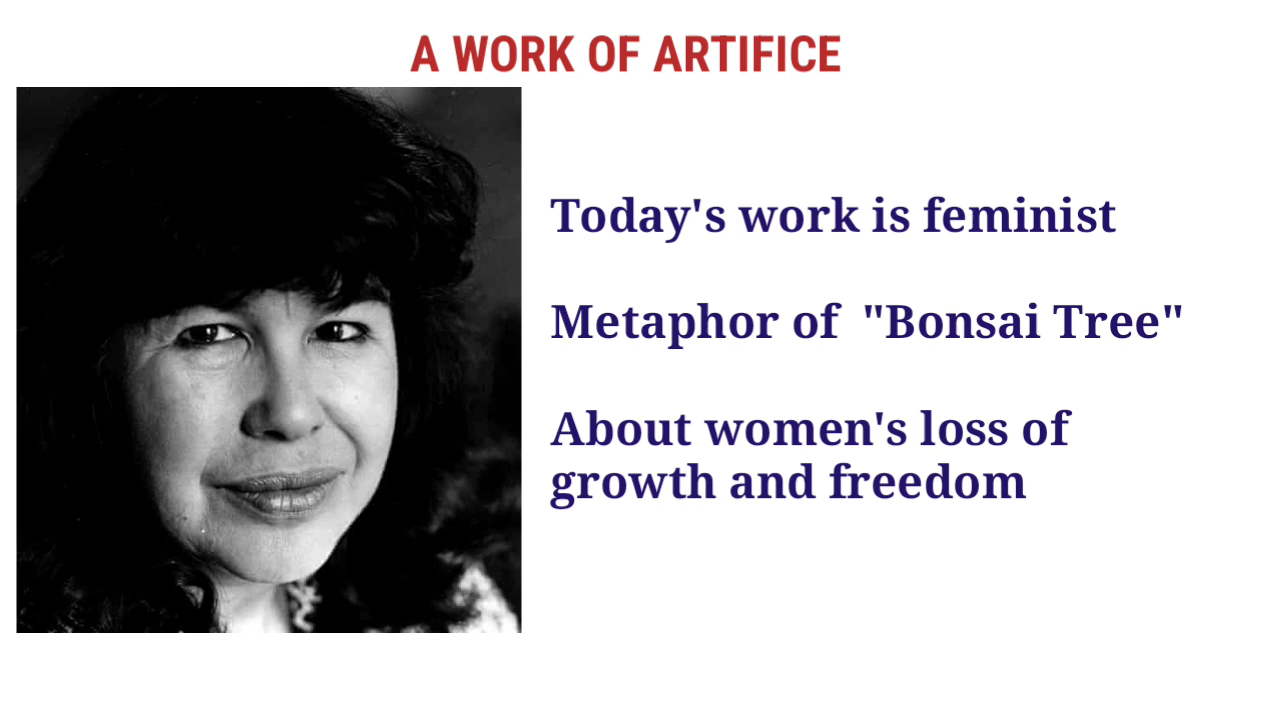 A WORK OF ARTIFICE
Today's work is feminist
Metaphor of "Bonsai Tree"
About women's loss of
growth and freedom